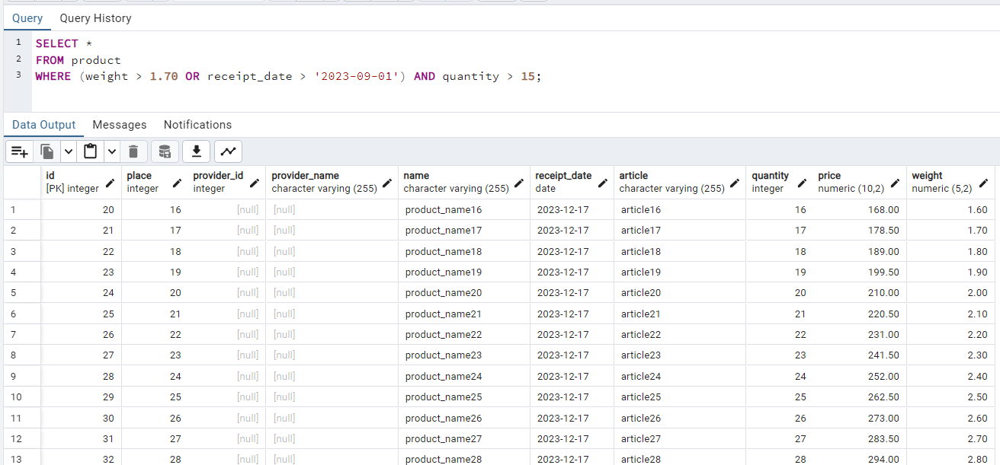 Query Query History
1 SELECT *
2 FROM product
3 WHERE (weight > 1.70 OR receipt_date > '2023-09-01') AND quantity > 15;
Data Output Messages Notifications
id place provider_id provider_name name receipt_date article quantity price weight
[PK] integer integer integer character varying (255) character varying (255) date character varying (255) integer numeric (10,2) numeric (5,2)
1 20 16 [null] [null] product_name16 2023-12-17 article16 16 168.00 1.60
2 21 17 [null] [null] product_name17 2023-12-17 article17 17 178.50 1.70
3 22 18 [null] [null] product_name18 2023-12-17 article18 18 189.00 1.80
4 23 19 [null] [null] product_name19 2023-12-17 article19 19 199.50 1.90
5 24 20 [null] [null] product_name20 2023-12-17 article20 20 210.00 2.00
6 25 21 [null] [null] product_name21 2023-12-17 article21 21 220.50 2.10
7 26 22 [null] [null] product_name22 2023-12-17 article22 22 231.00 2.20
8 27 23 [null] [null] product_name23 2023-12-17 article23 23 241.50 2.30
9 28 24 [null] [null] product_name24 2023-12-17 article24 24 252.00 2.40
10 29 25 [null] [null] product_name25 2023-12-17 article25 25 262.50 2.50
11 30 26 [null] [null] product_name26 2023-12-17 article26 26 273.00 2.60
12 31 27 [null] [null] product_name27 2023-12-17 article27 27 283.50 2.70
13 32 28 [null] [null] product_name28 2023-12-17 article28 28 294.00 2.80